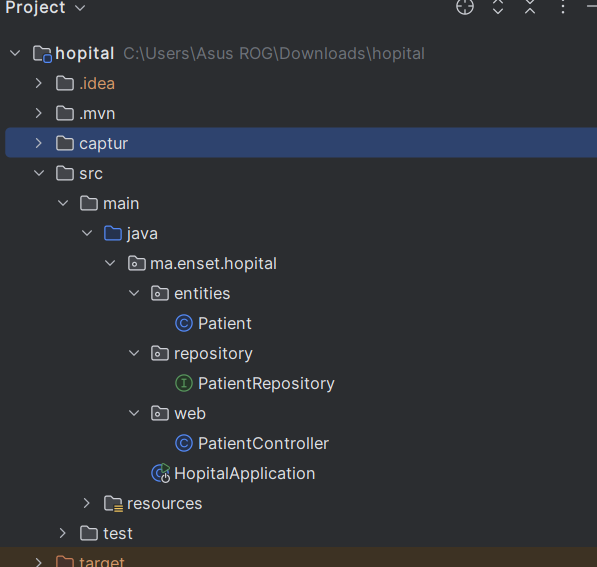 Project
hopital C:\Users\Asus ROG\Downloads\hopital
.idea
.mvn
captur
src
main
java
ma.enset.hopital
entities
Patient
repository
PatientRepository
web
PatientController
HopitalApplication
resources
test
target